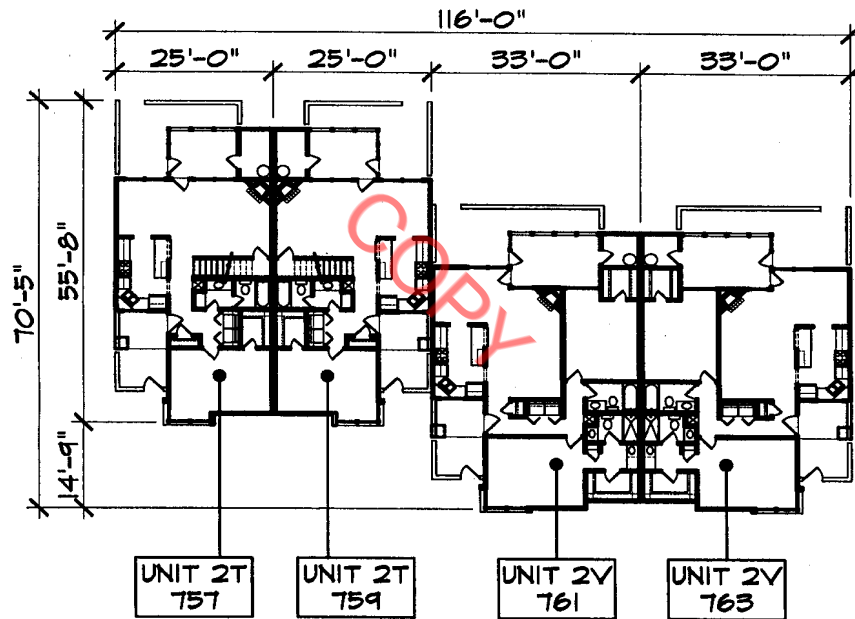 116'-0"
25'-0"
25'-0"
33'-0"
33'-0"
70'-5"
55'-8"
14'-9"
COPY
UNIT 2T
757
UNIT 2T
759
UNIT 2V
761
UNIT 2V
763